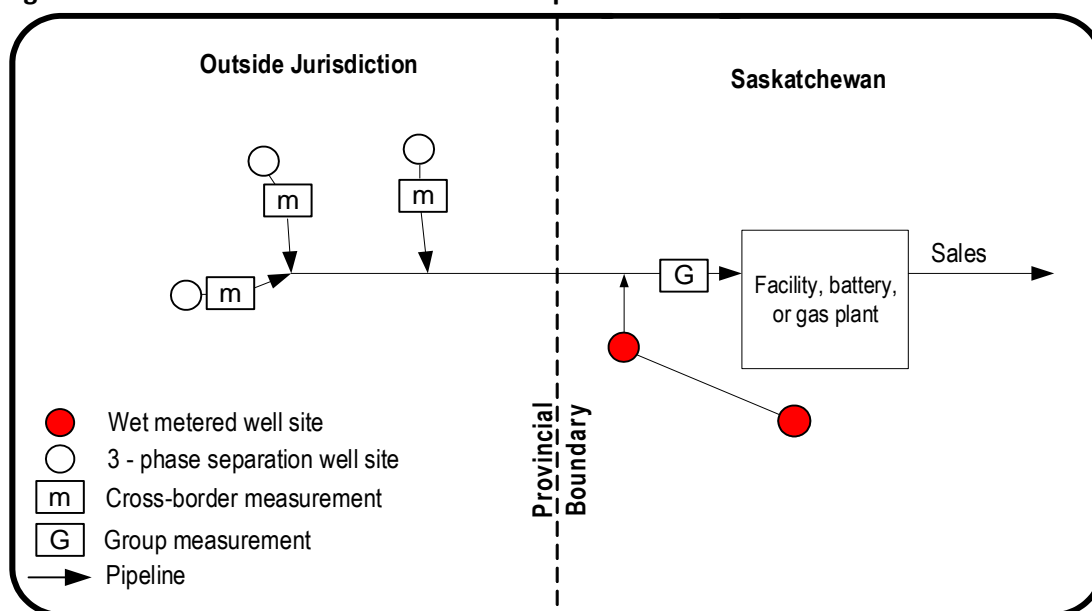 Outside Jurisdiction
Saskatchewan
m
m
m
G
Facility, battery,
or gas plant
Sales
Provincial
Boundary
Wet metered well site
3 - phase separation well site
m Cross-border measurement
G Group measurement
Pipeline